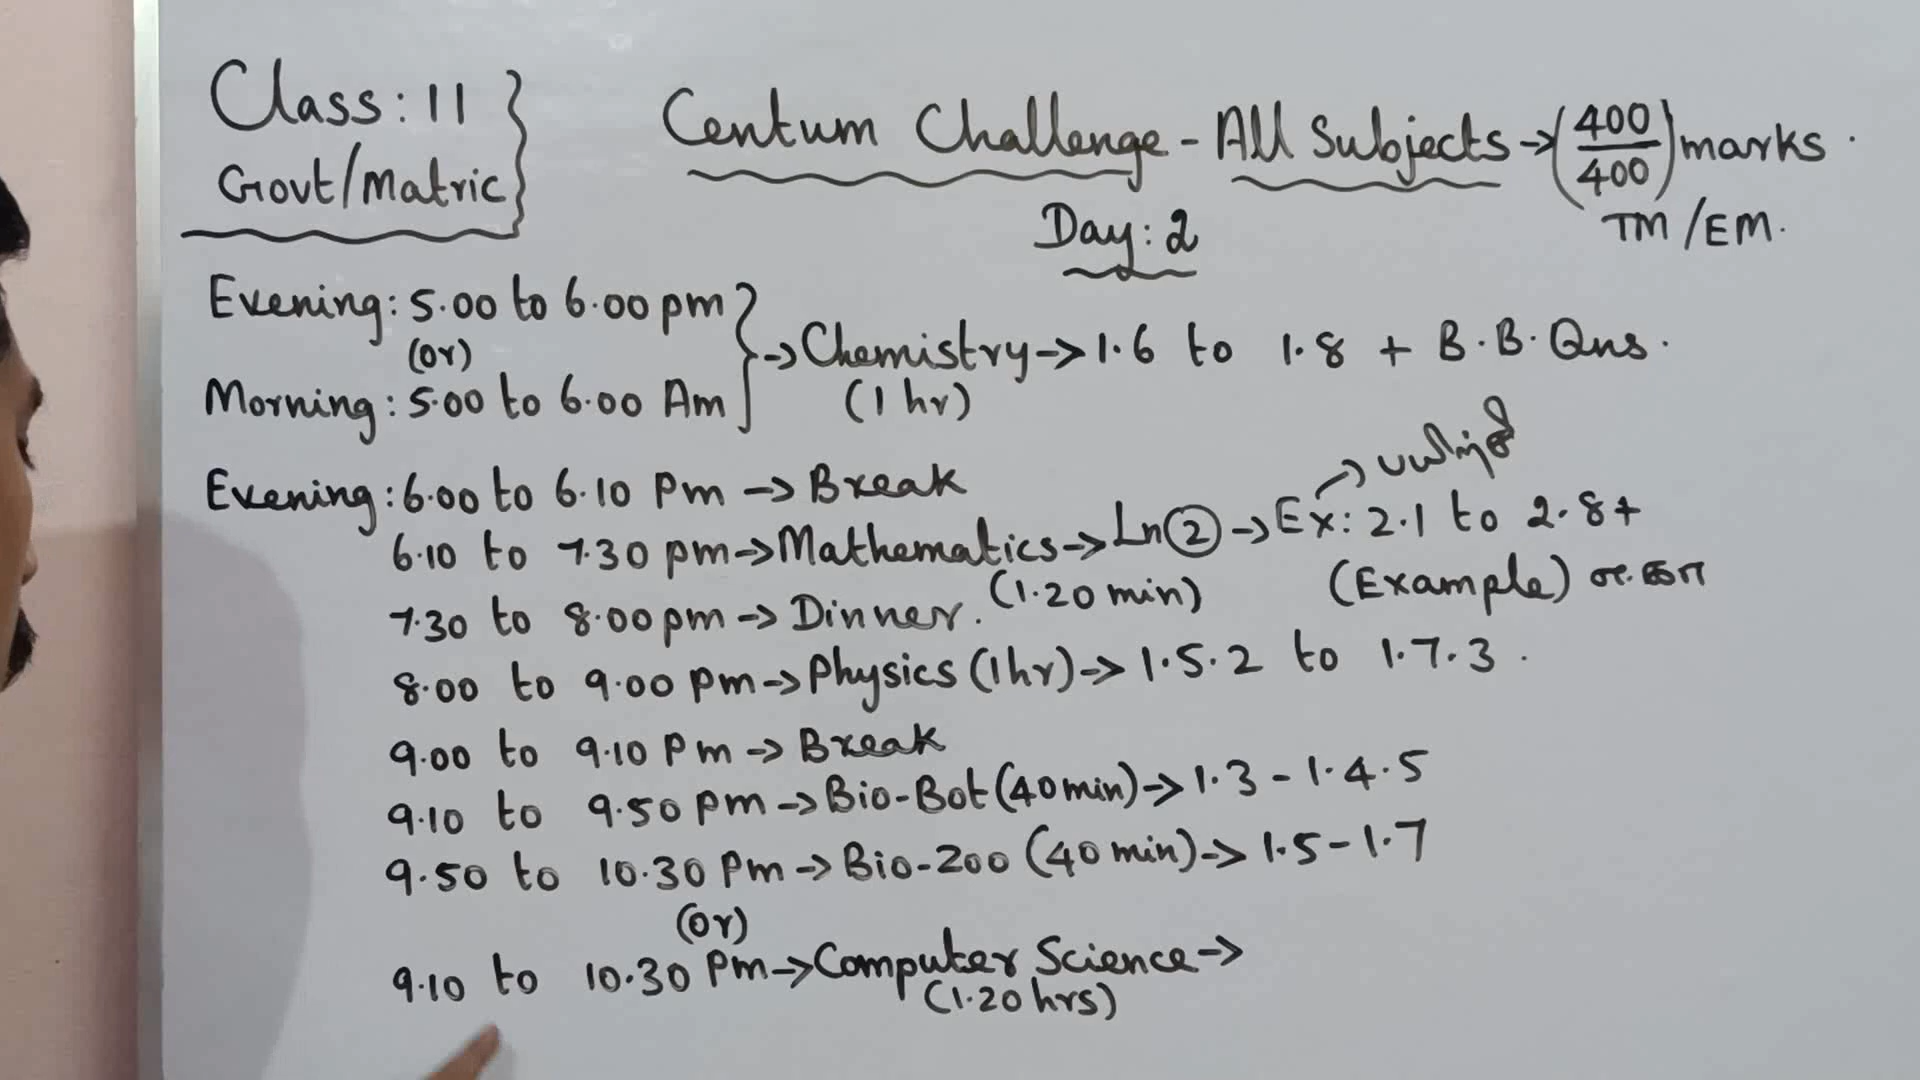 Class: 11
Govt/Matric
Centum Challenge - All Subjects → (400/400) marks.
TM/EM.
Day: 2
Evening: 5.00 to 6.00 pm
(or)
Morning: 5.00 to 6.00 Am
→ Chemistry → 1.6 to 1.8 + B.B. Qns.
(1 hr)
Evening: 6.00 to 6.10 Pm → Break
6.10 to 7.30 pm → Mathematics → Ln ② → Ex: 2.1 to 2.8 +
(1.20 min) (Example) எ.கா
7.30 to 8.00 pm → Dinner.
8.00 to 9.00 pm → Physics (1 hr) → 1.5.2 to 1.7.3.
9.00 to 9.10 Pm → Break
9.10 to 9.50 pm → Bio-Bot (40 min) → 1.3 - 1.4.5
9.50 to 10.30 Pm → Bio-Zoo (40 min) → 1.5 - 1.7
(or)
9.10 to 10.30 Pm → Computer Science →
(1.20 hrs)